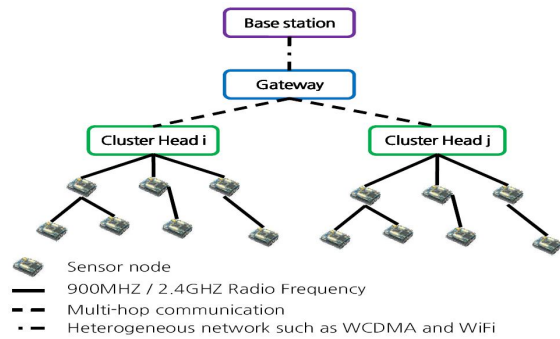 Base station
Gateway
Cluster Head i
Cluster Head j
Sensor node
900MHZ / 2.4GHZ Radio Frequency
Multi-hop communication
Heterogeneous network such as WCDMA and WiFi